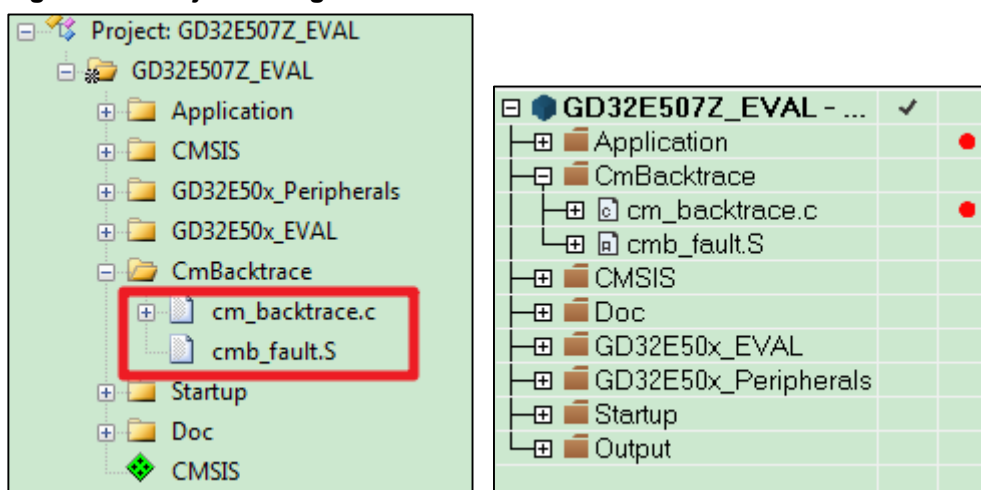 Project: GD32E507Z_EVAL
GD32E507Z_EVAL
Application
CMSIS
GD32E50x_Peripherals
GD32E50x_EVAL
CmBacktrace
cm_backtrace.c
cmb_fault.S
Startup
Doc
CMSIS
GD32E507Z_EVAL - ...
Application
CmBacktrace
cm_backtrace.c
cmb_fault.S
CMSIS
Doc
GD32E50x_EVAL
GD32E50x_Peripherals
Startup
Output